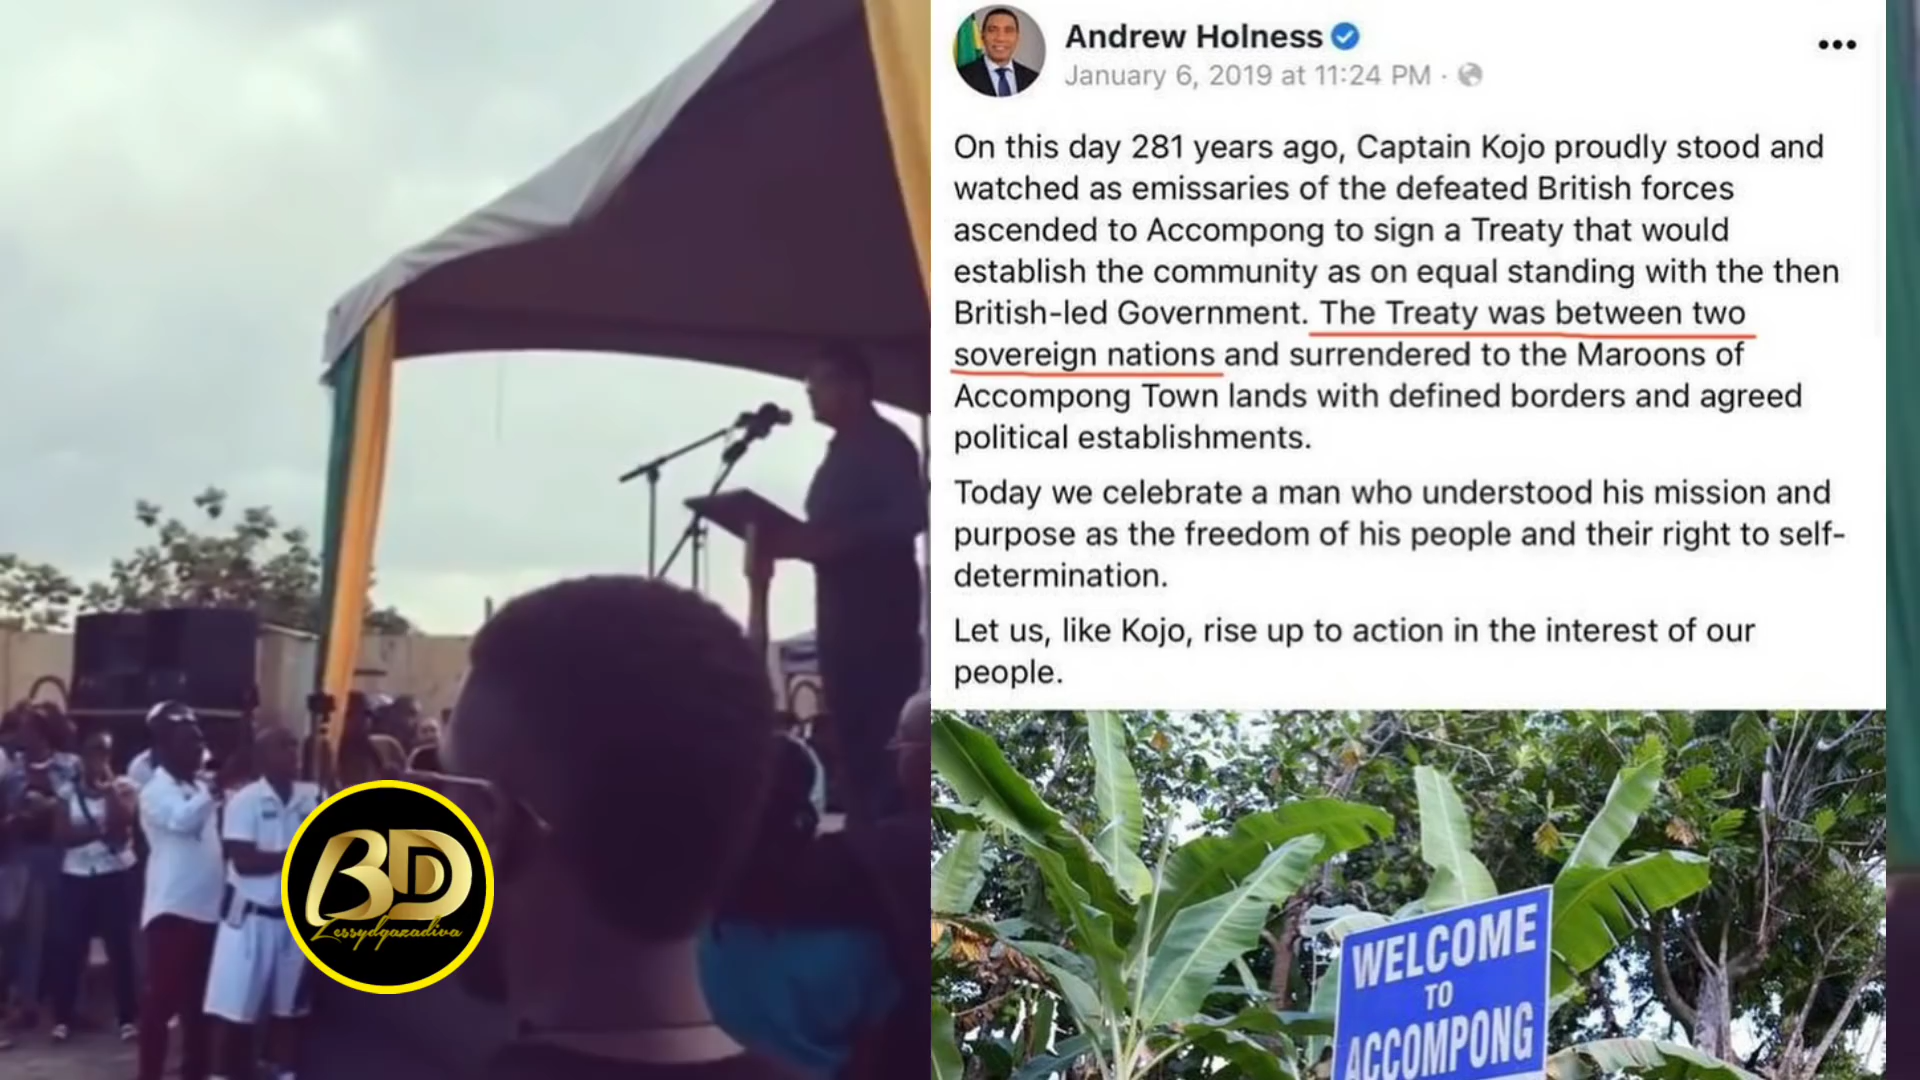 BD
Lessydgazadiva
Andrew Holness
January 6, 2019 at 11:24 PM ·
On this day 281 years ago, Captain Kojo proudly stood and
watched as emissaries of the defeated British forces
ascended to Accompong to sign a Treaty that would
establish the community as on equal standing with the then
British-led Government. The Treaty was between two
sovereign nations and surrendered to the Maroons of
Accompong Town lands with defined borders and agreed
political establishments.
Today we celebrate a man who understood his mission and
purpose as the freedom of his people and their right to self-
determination.
Let us, like Kojo, rise up to action in the interest of our
people.
WELCOME
TO
ACCOMPONG